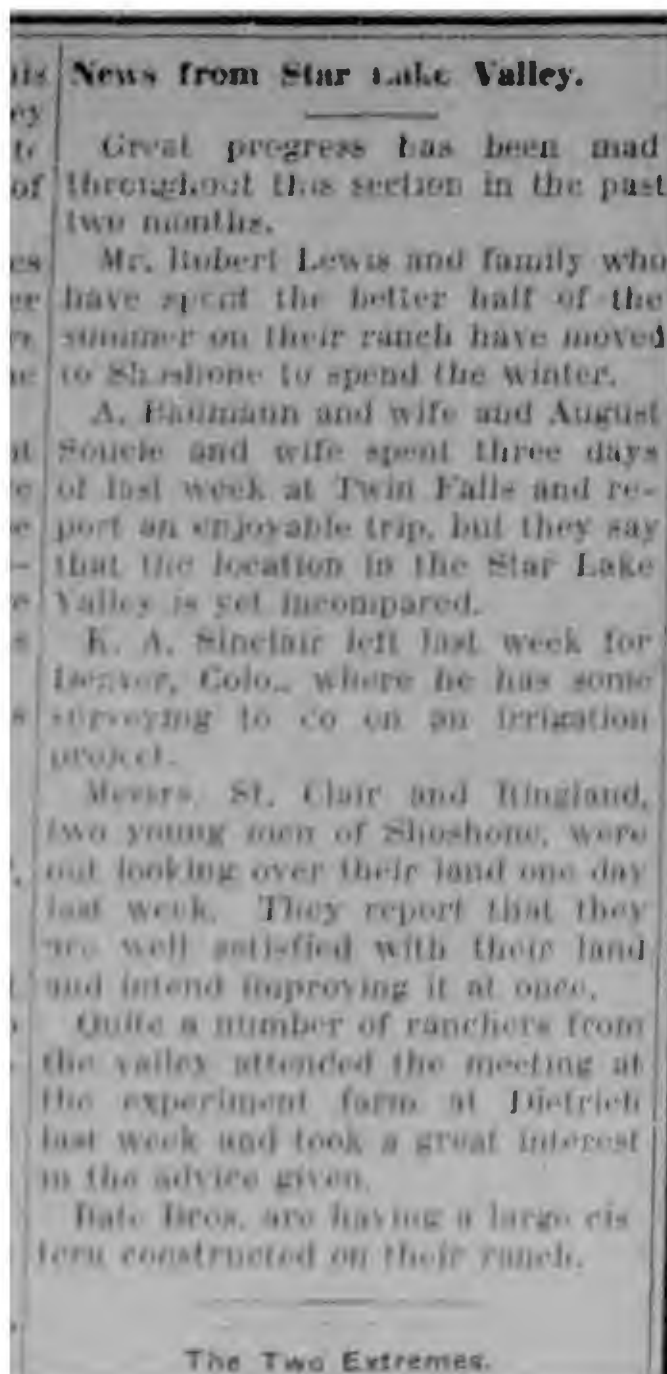 News from Star Lake Valley.
Great progress has been mad
throughout this section in the past
two months.
Mr. Robert Lewis and family who
have spent the better half of the
summer on their ranch have moved
to Shoshone to spend the winter.
A. Baumann and wife and August
Soucie and wife spent three days
of last week at Twin Falls and re-
port an enjoyable trip, but they say
that the location in the Star Lake
Valley is yet incompared.
K. A. Sinclair left last week for
Denver, Colo., where he has some
surveying to co on an irrigation
project.
St. Clair and Ringland,
two young men of Shoshone, were
out looking over their land one day
last week. They report that they
are well satisfied with their land
and intend improving it at once.
Quite a number of ranchers from
the valley attended the meeting at
the experiment farm at Dietrich
last week and took a great interest
in the advice given.
Bate Bros. are having a large cis
tern constructed on their ranch.
The Two Extremes.